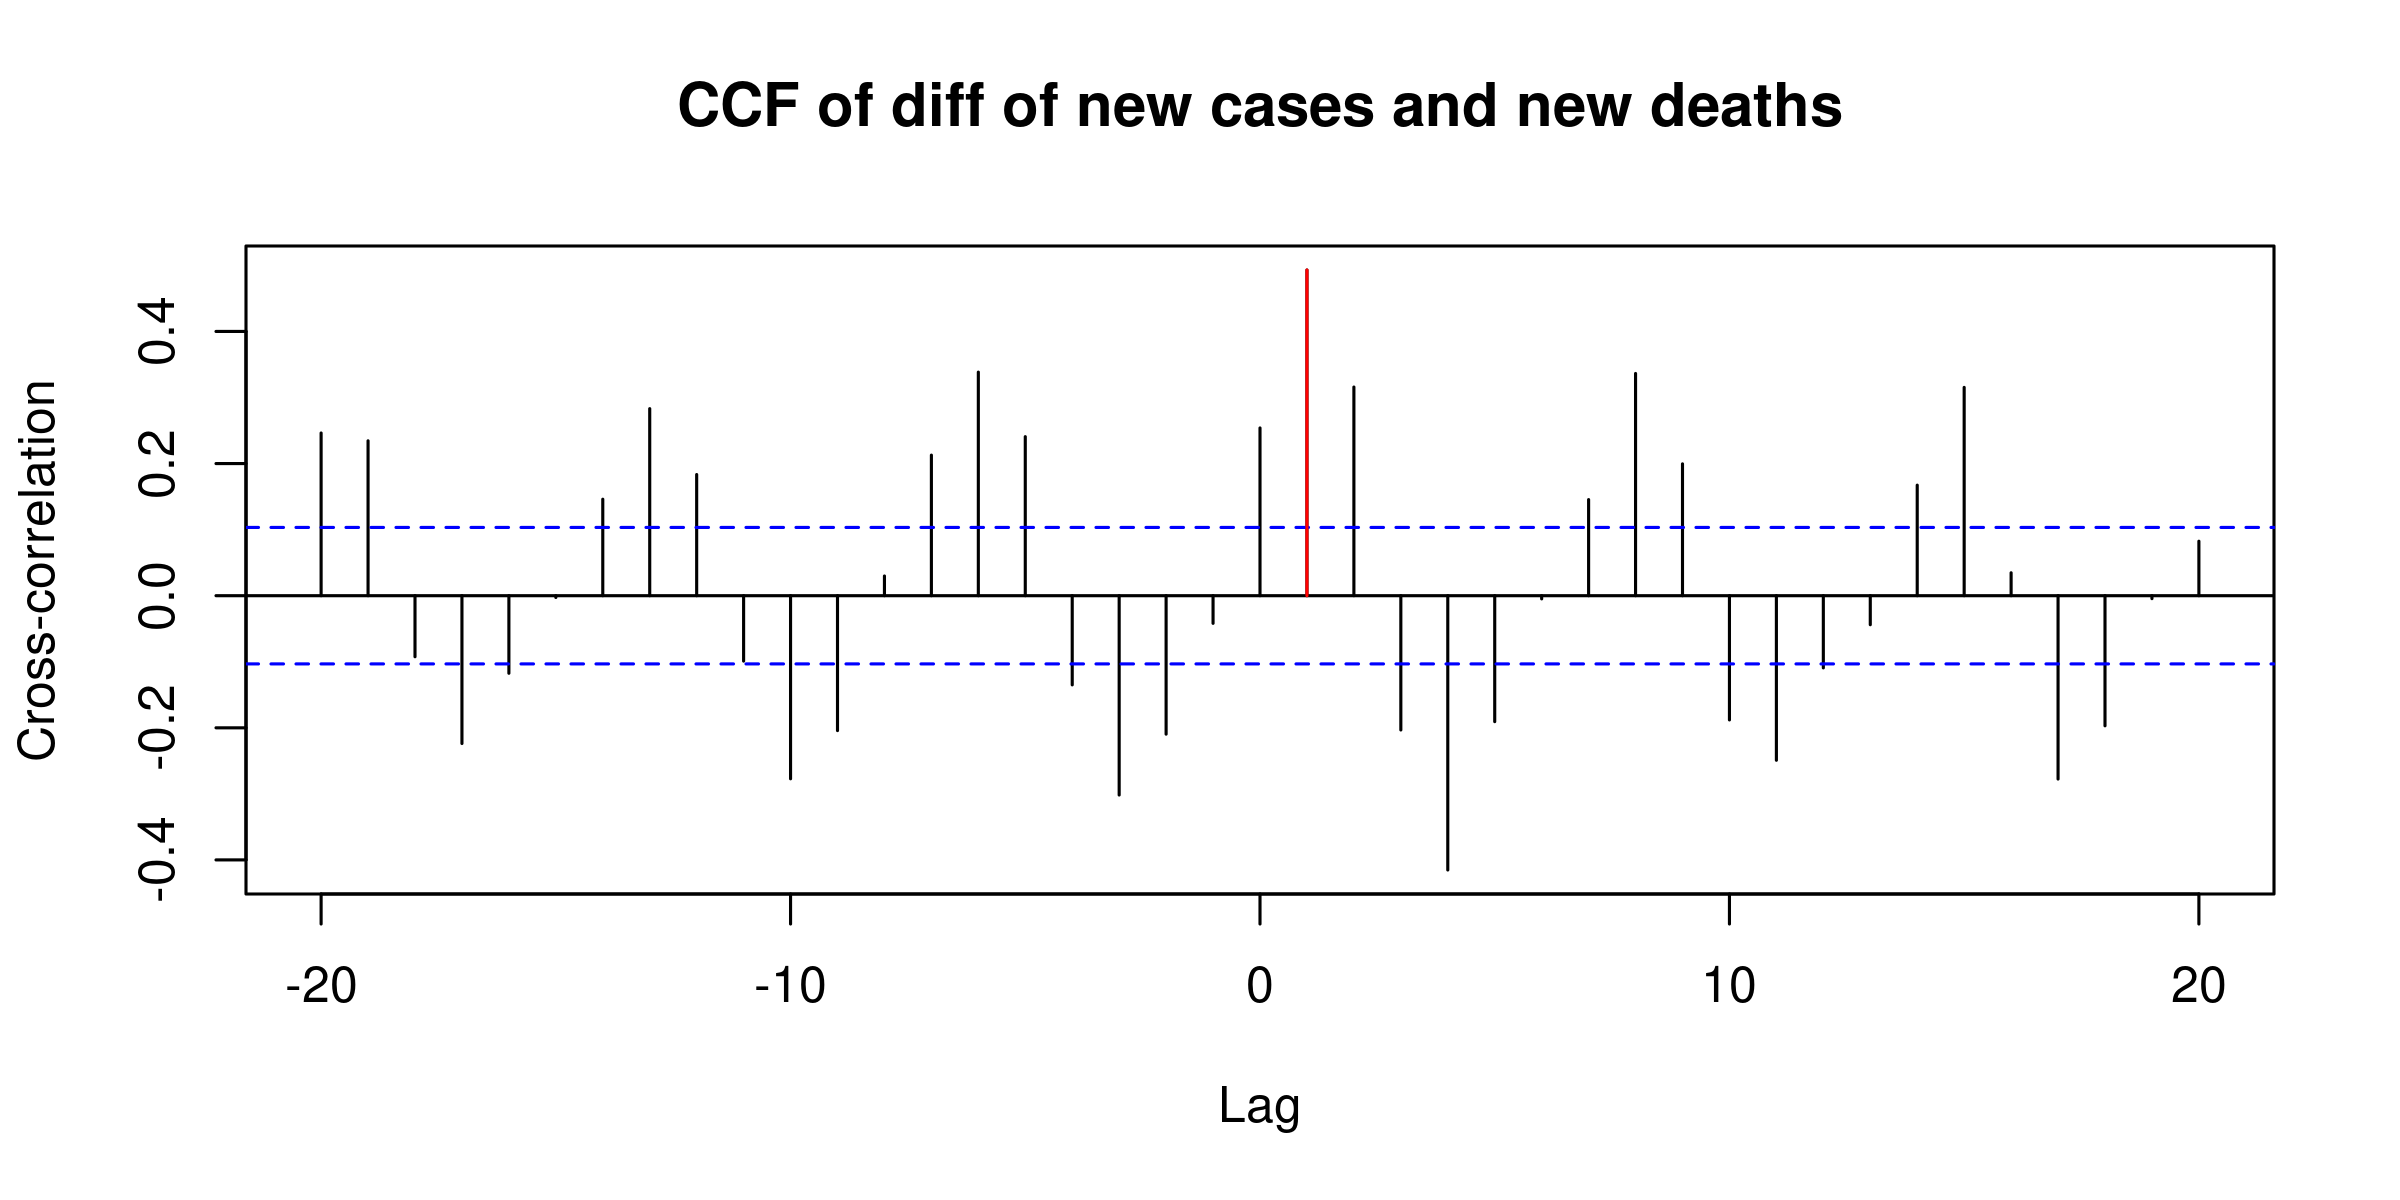 CCF of diff of new cases and new deaths
Cross-correlation
0.4
0.2
0.0
-0.2
-0.4
-20 -10 0 10 20
Lag